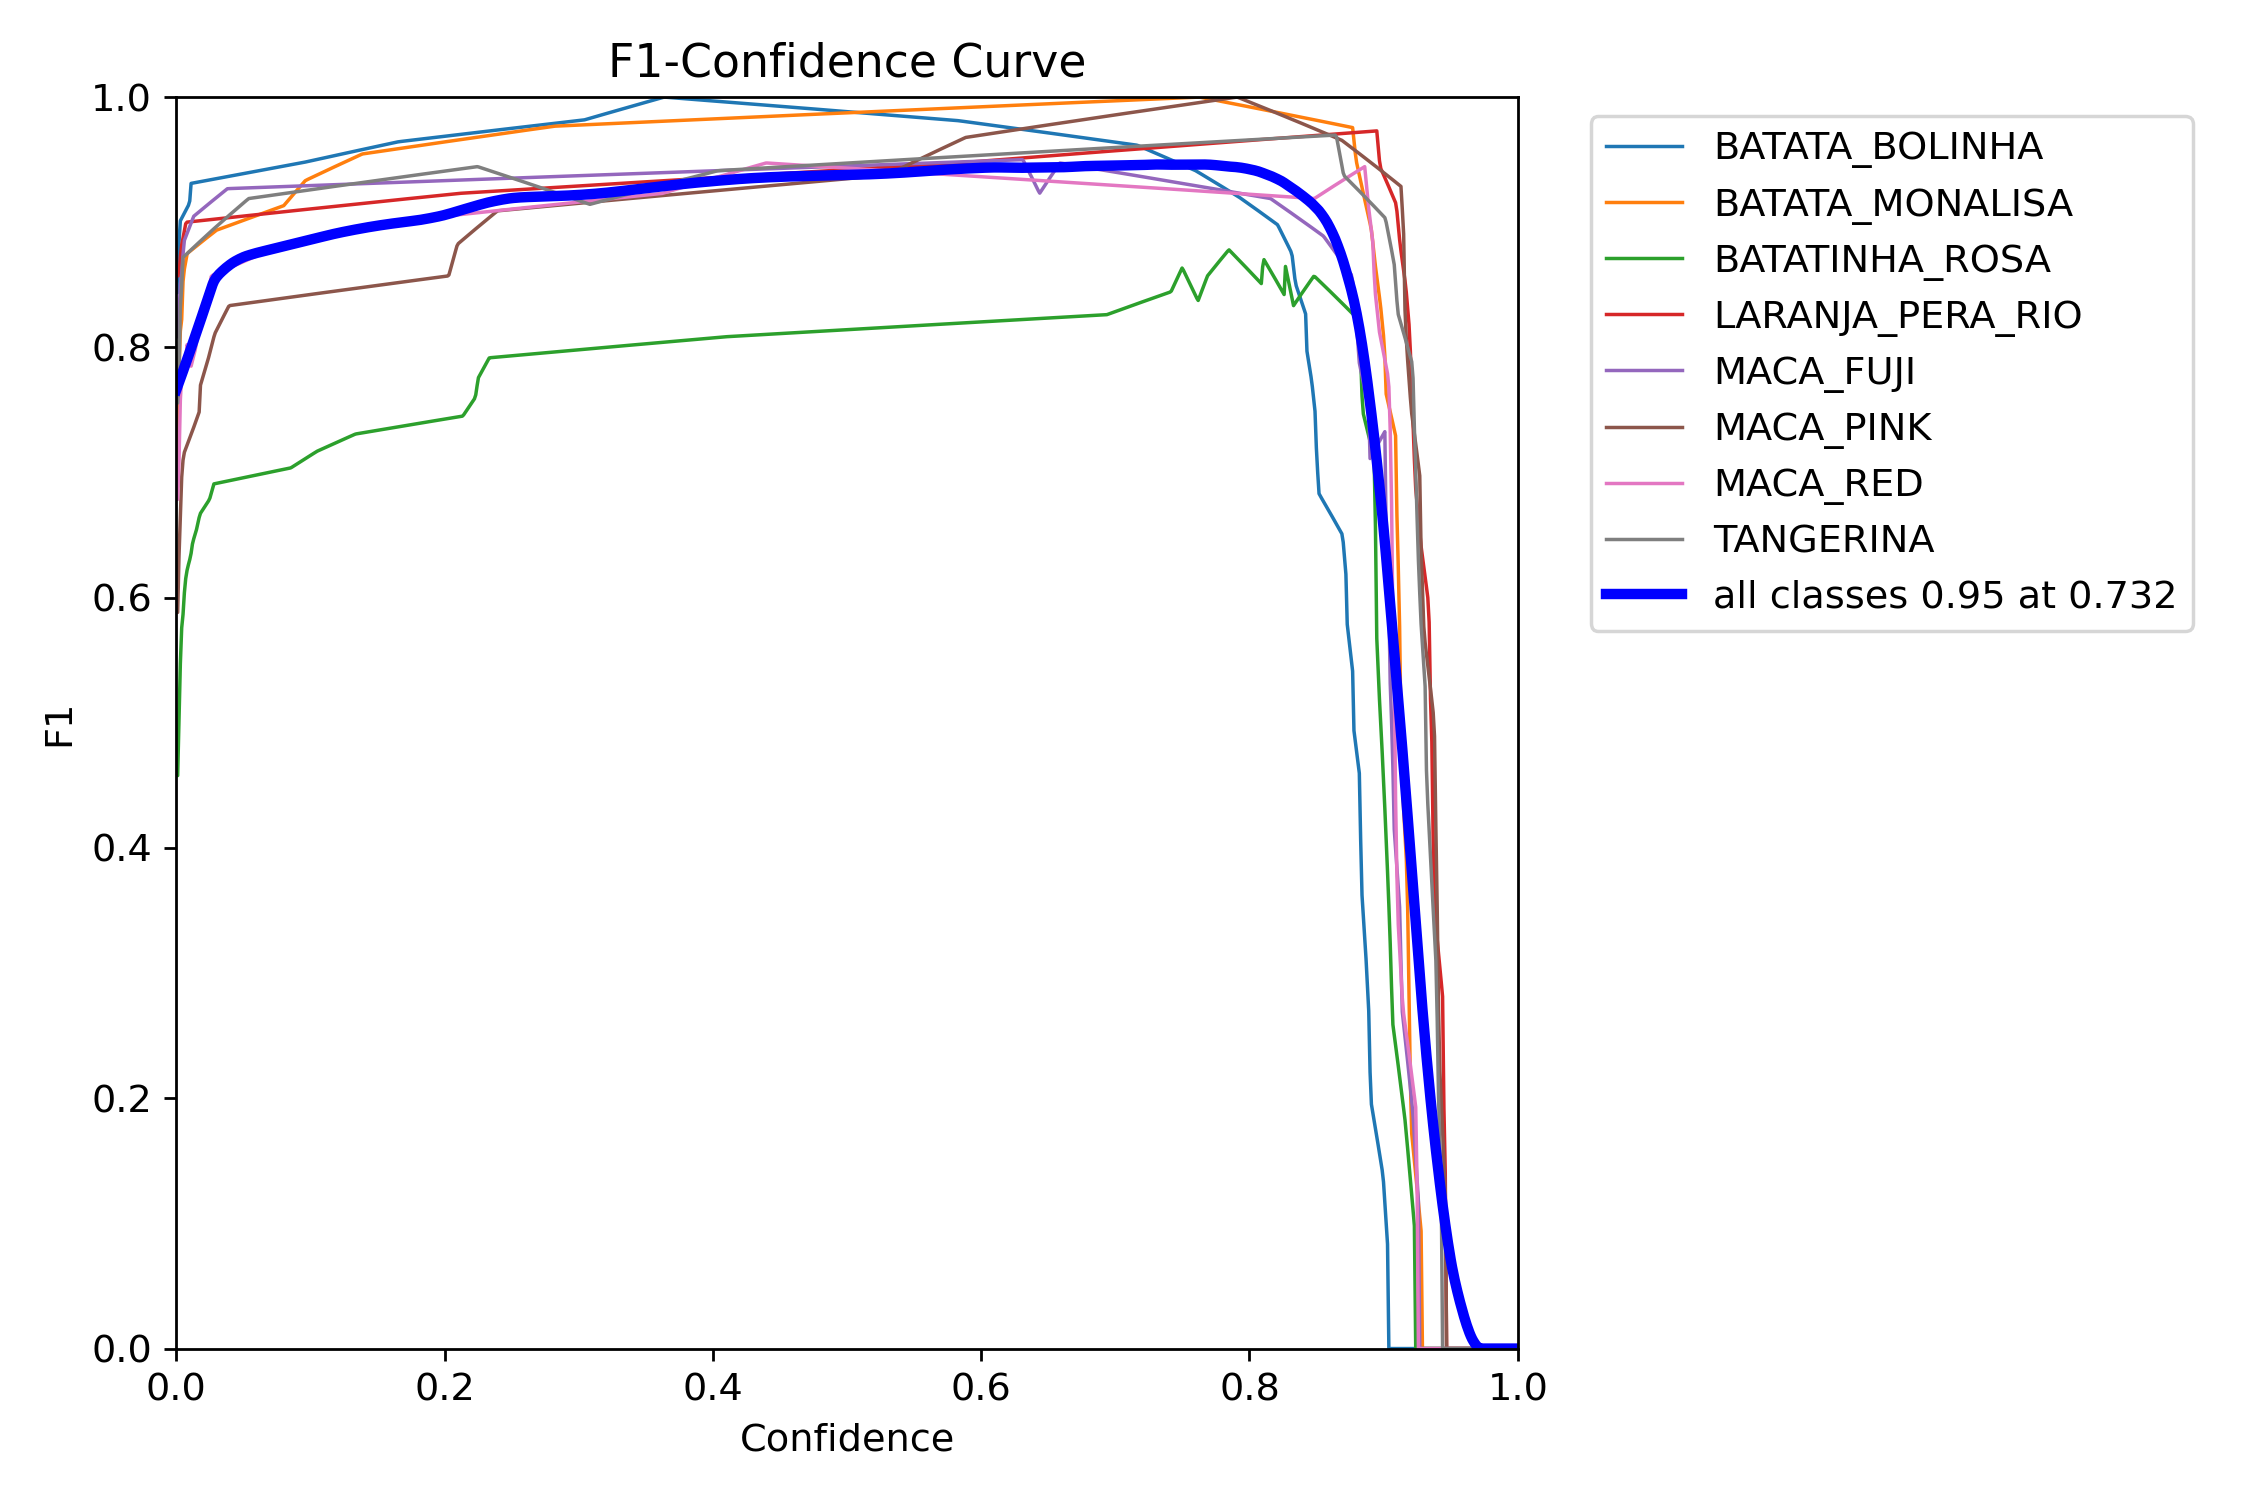 F1-Confidence Curve
1.0
0.8
0.6
0.4
0.2
0.0
F1
0.0 0.2 0.4 0.6 0.8 1.0
Confidence
BATATA_BOLINHA
BATATA_MONALISA
BATATINHA_ROSA
LARANJA_PERA_RIO
MACA_FUJI
MACA_PINK
MACA_RED
TANGERINA
all classes 0.95 at 0.732